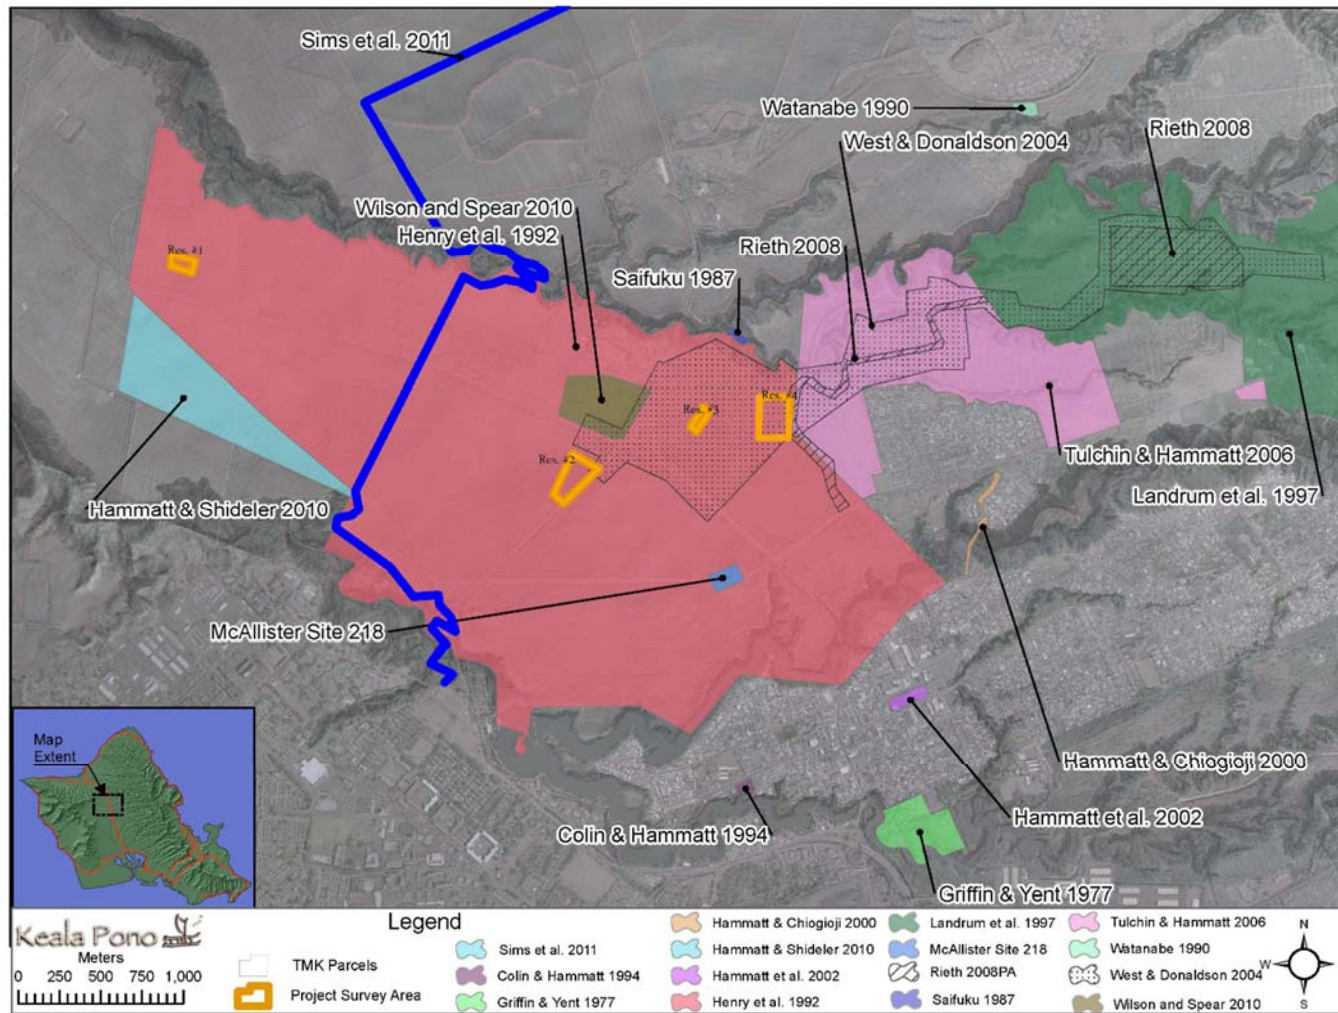 Sims et al. 2011
Watanabe 1990
West & Donaldson 2004
Rieth 2008
Wilson and Spear 2010
Henry et al. 1992
Rieth 2008
Res. #1
Saifuku 1987
Res. #4
Res. #3
Tulchin & Hammatt 2006
Res. #2
Landrum et al. 1997
Hammatt & Shideler 2010
McAllister Site 218
Map
Extent
Hammatt & Chiogioji 2000
Colin & Hammatt 1994
Hammatt et al. 2002
Griffin & Yent 1977
Keala Pono
Meters
0 250 500 1,000
Legend
TMK Parcels
Project Survey Area
Sims et al. 2011
Colin & Hammatt 1994
Griffin & Yent 1977
Hammatt & Chiogioji 2000
Hammatt & Shideler 2010
Hammatt et al. 2002
Henry et al. 1992
Landrum et al. 1997
McAllister Site 218
Rieth 2008PA
Saifuku 1987
Tulchin & Hammatt 2006
Watanabe 1990
West & Donaldson 2004
Wilson and Spear 2010
N
W E
S